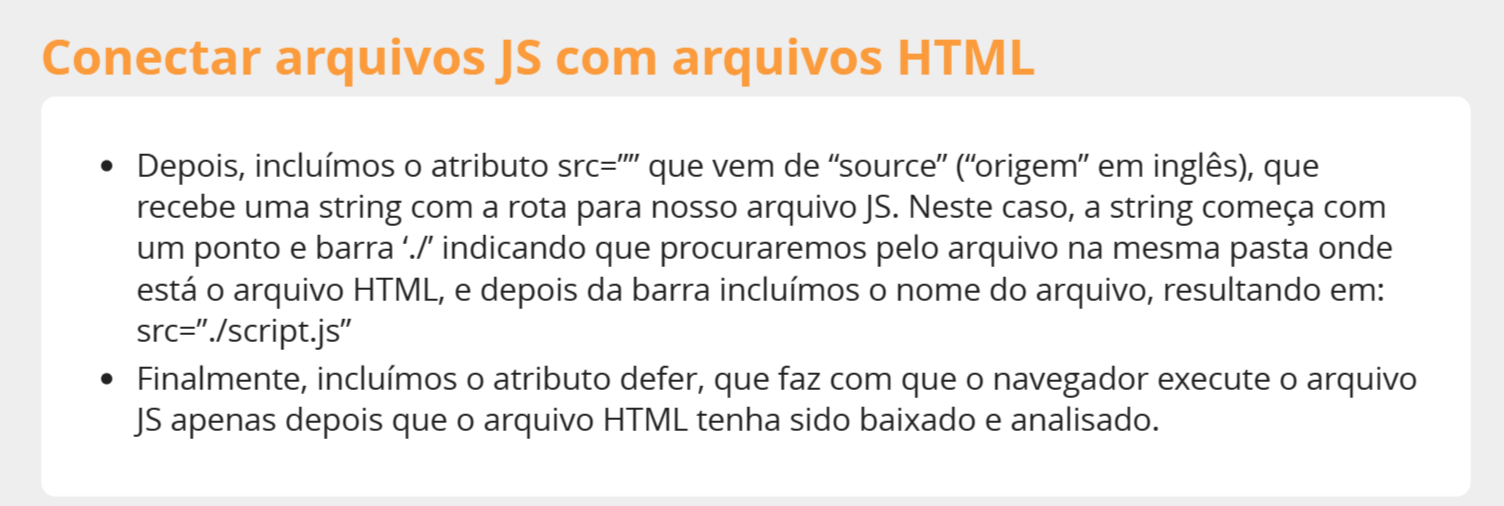 Conectar arquivos JS com arquivos HTML
• Depois, incluímos o atributo src=”” que vem de “source” (“origem” em inglês), que
recebe uma string com a rota para nosso arquivo JS. Neste caso, a string começa com
um ponto e barra ‘./’ indicando que procuraremos pelo arquivo na mesma pasta onde
está o arquivo HTML, e depois da barra incluímos o nome do arquivo, resultando em:
src=”./script.js”
• Finalmente, incluímos o atributo defer, que faz com que o navegador execute o arquivo
JS apenas depois que o arquivo HTML tenha sido baixado e analisado.